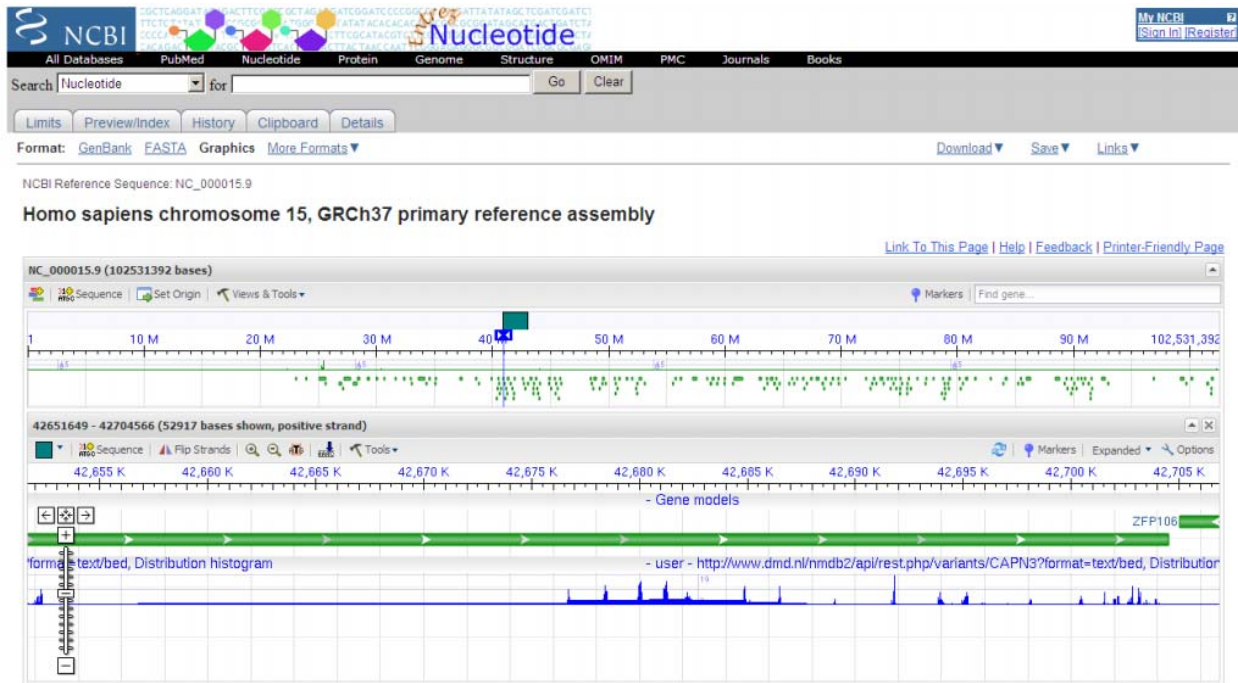 NCBI
Entrez Nucleotide
My NCBI
[Sign In] [Register]
All Databases PubMed Nucleotide Protein Genome Structure OMIM PMC Journals Books
Search Nucleotide for Go Clear
Limits Preview/Index History Clipboard Details
Format: GenBank FASTA Graphics More Formats Download Save Links
NCBI Reference Sequence: NC_000015.9
Homo sapiens chromosome 15, GRCh37 primary reference assembly
Link To This Page | Help | Feedback | Printer-Friendly Page
NC_000015.9 (102531392 bases)
Sequence Set Origin Views & Tools Markers Find gene...
1 10 M 20 M 30 M 40 50 M 60 M 70 M 80 M 90 M 102,531,392
42651649 - 42704566 (52917 bases shown, positive strand)
Sequence Flip Strands Tools Markers Expanded Options
42,655 K 42,660 K 42,665 K 42,670 K 42,675 K 42,680 K 42,685 K 42,690 K 42,695 K 42,700 K 42,705 K
- Gene models
ZFP106
?format=text/bed, Distribution histogram - user - http://www.dmd.nl/nmdb2/api/rest.php/variants/CAPN3?format=text/bed, Distribution
19